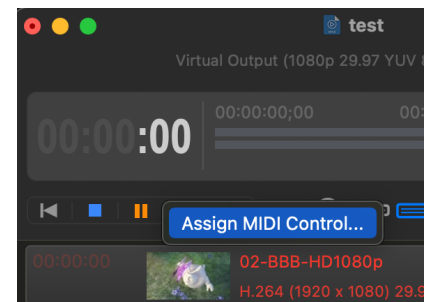 test
Virtual Output (1080p 29.97 YUV
00:00:00;00 00:
00:00:00
Assign MIDI Control...
00:00:00 02-BBB-HD1080p
H.264 (1920 x 1080) 29.9